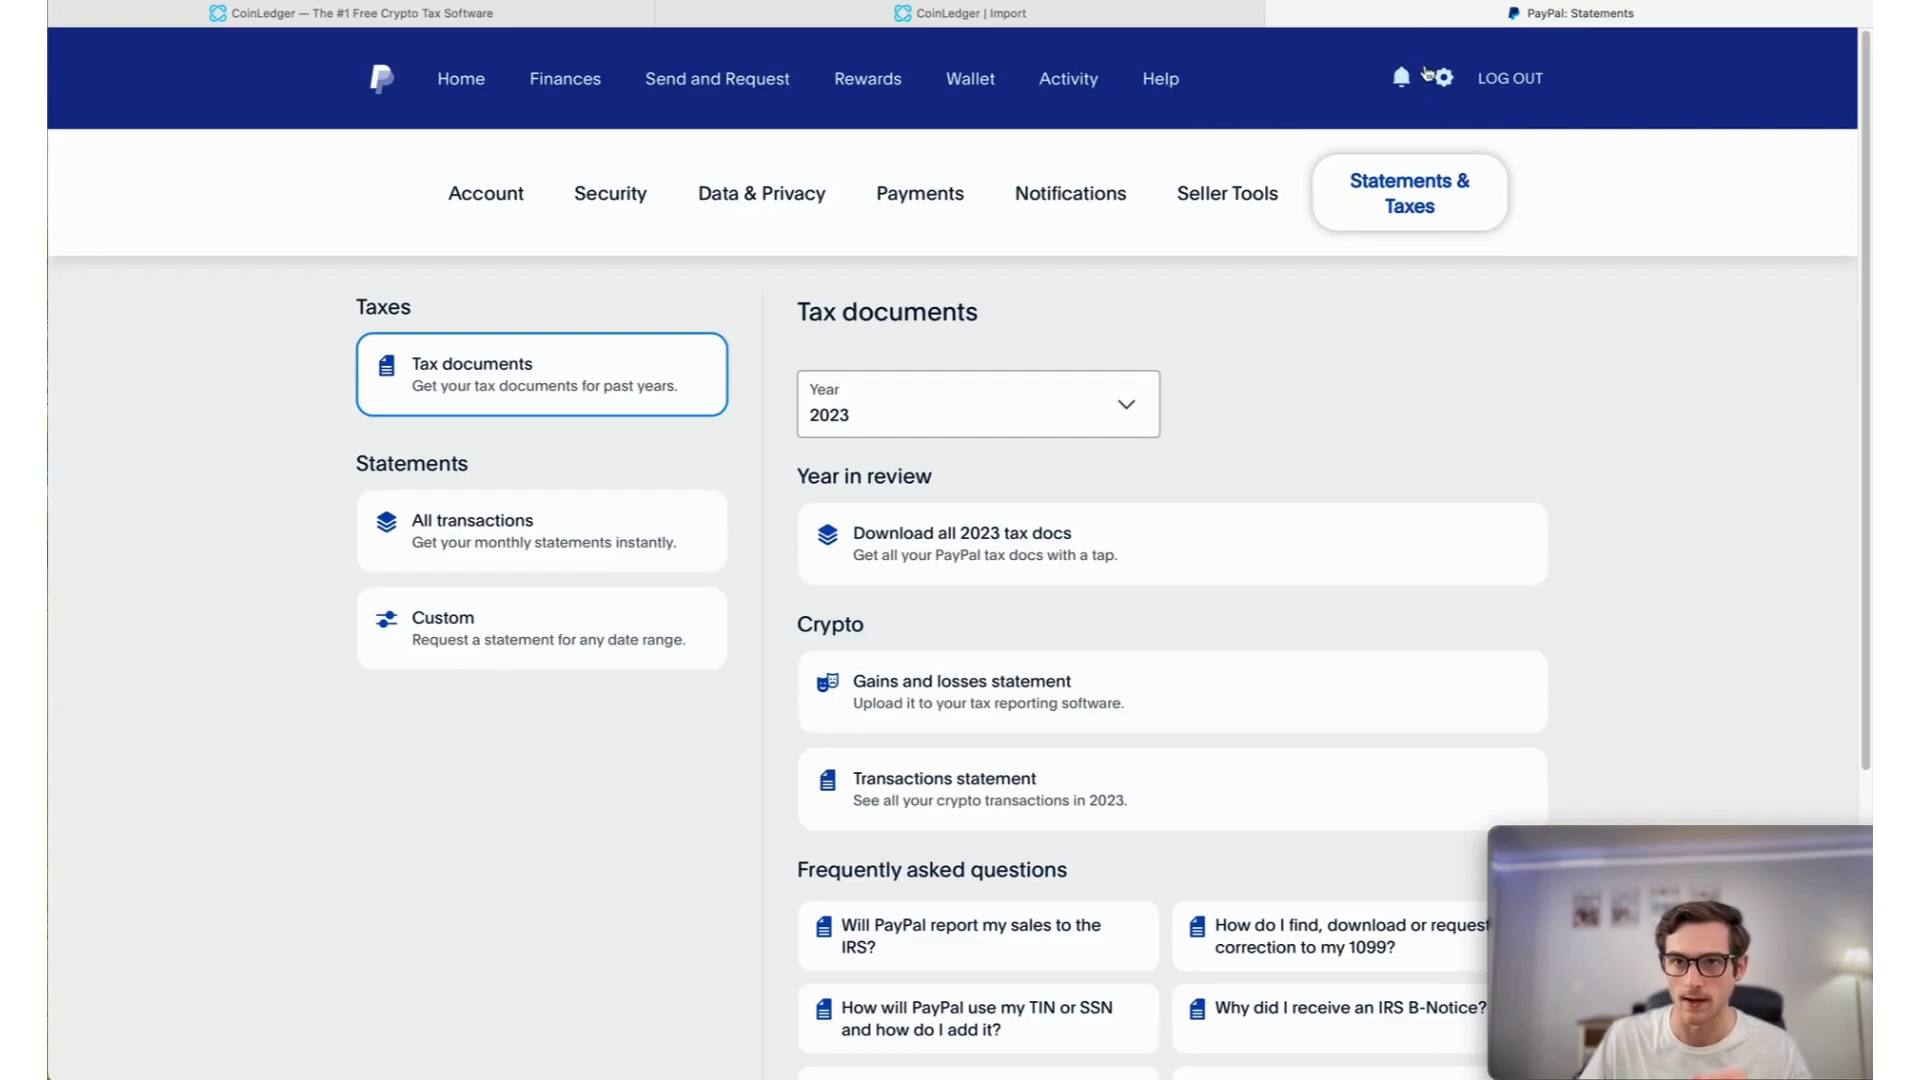 CoinLedger — The #1 Free Crypto Tax Software
CoinLedger | Import
PayPal: Statements
Home
Finances
Send and Request
Rewards
Wallet
Activity
Help
LOG OUT
Account
Security
Data & Privacy
Payments
Notifications
Seller Tools
Statements &
Taxes
Taxes
Tax documents
Get your tax documents for past years.
Statements
All transactions
Get your monthly statements instantly.
Custom
Request a statement for any date range.
Tax documents
Year
2023
Year in review
Download all 2023 tax docs
Get all your PayPal tax docs with a tap.
Crypto
Gains and losses statement
Upload it to your tax reporting software.
Transactions statement
See all your crypto transactions in 2023.
Frequently asked questions
Will PayPal report my sales to the
IRS?
How do I find, download or request
correction to my 1099?
How will PayPal use my TIN or SSN
and how do I add it?
Why did I receive an IRS B-Notice?